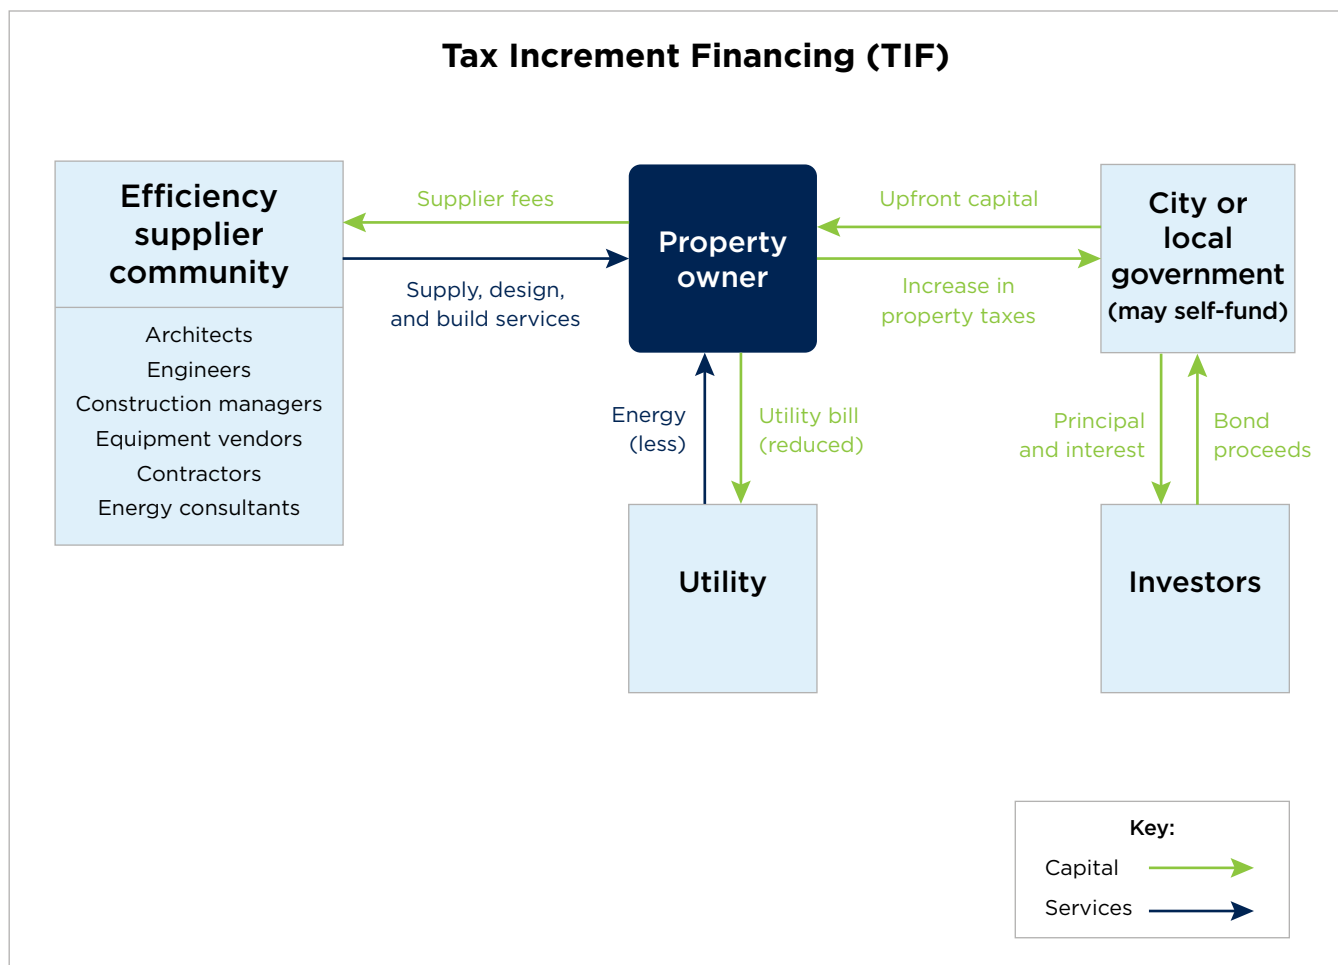 Tax Increment Financing (TIF)
Efficiency
supplier
community
Architects
Engineers
Construction managers
Equipment vendors
Contractors
Energy consultants
Supplier fees
Supply, design,
and build services
Property
owner
Upfront capital
Increase in
property taxes
City or
local
government
(may self-fund)
Energy
(less)
Utility bill
(reduced)
Principal
and interest
Bond
proceeds
Utility
Investors
Key:
Capital
Services